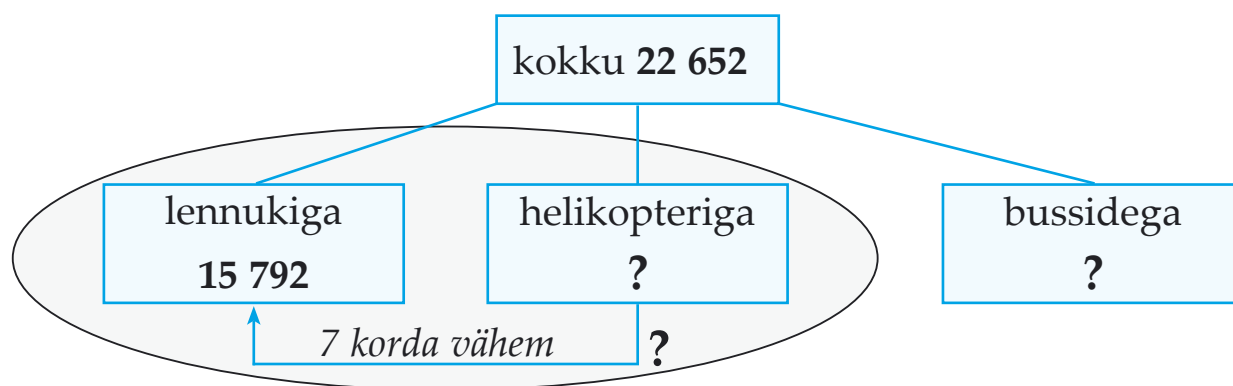 kokku 22 652
lennukiga
15 792
helikopteriga
?
bussidega
?
7 korda vähem
?